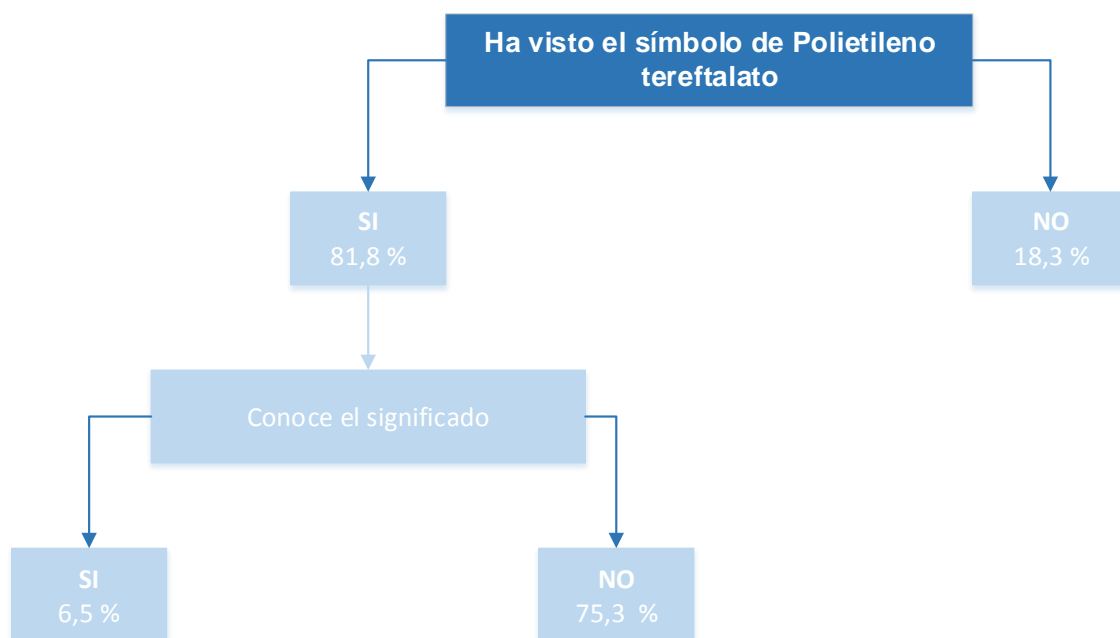 Ha visto el símbolo de Polietileno
tereftalato
SI
81,8 %
NO
18,3 %
Conoce el significado
SI
6,5 %
NO
75,3 %